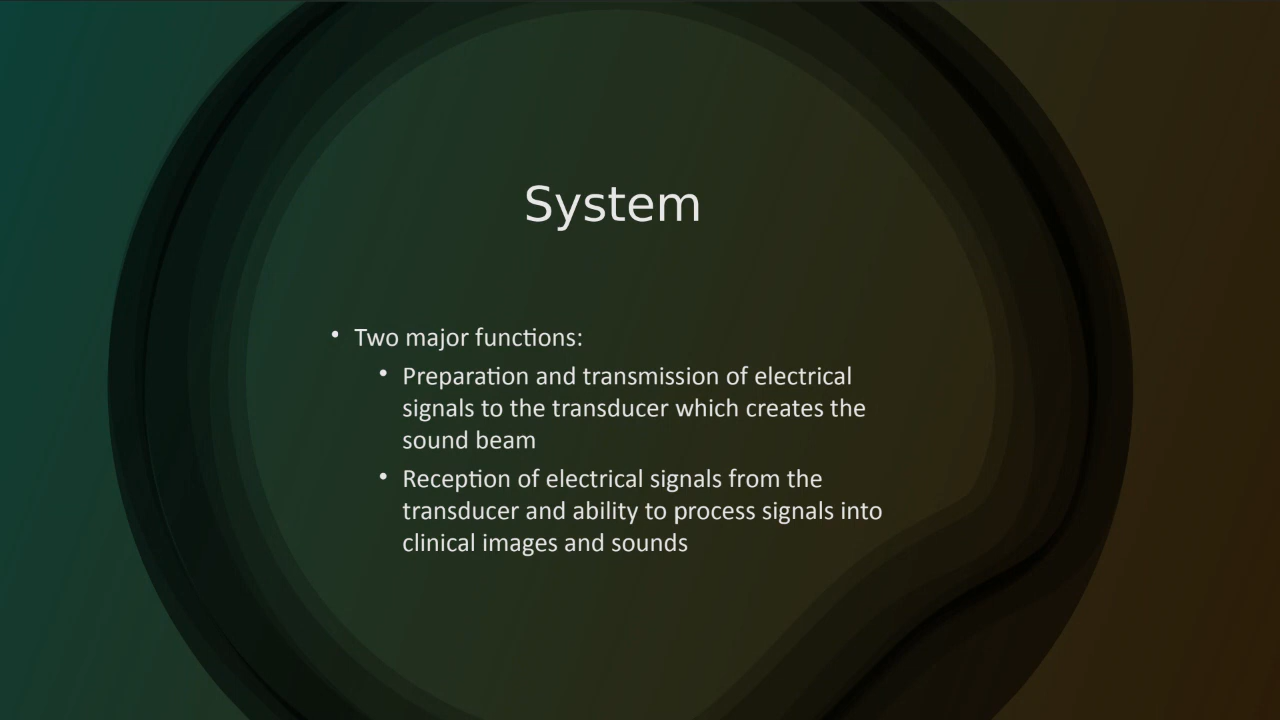 System
• Two major functions:
• Preparation and transmission of electrical
signals to the transducer which creates the
sound beam
• Reception of electrical signals from the
transducer and ability to process signals into
clinical images and sounds